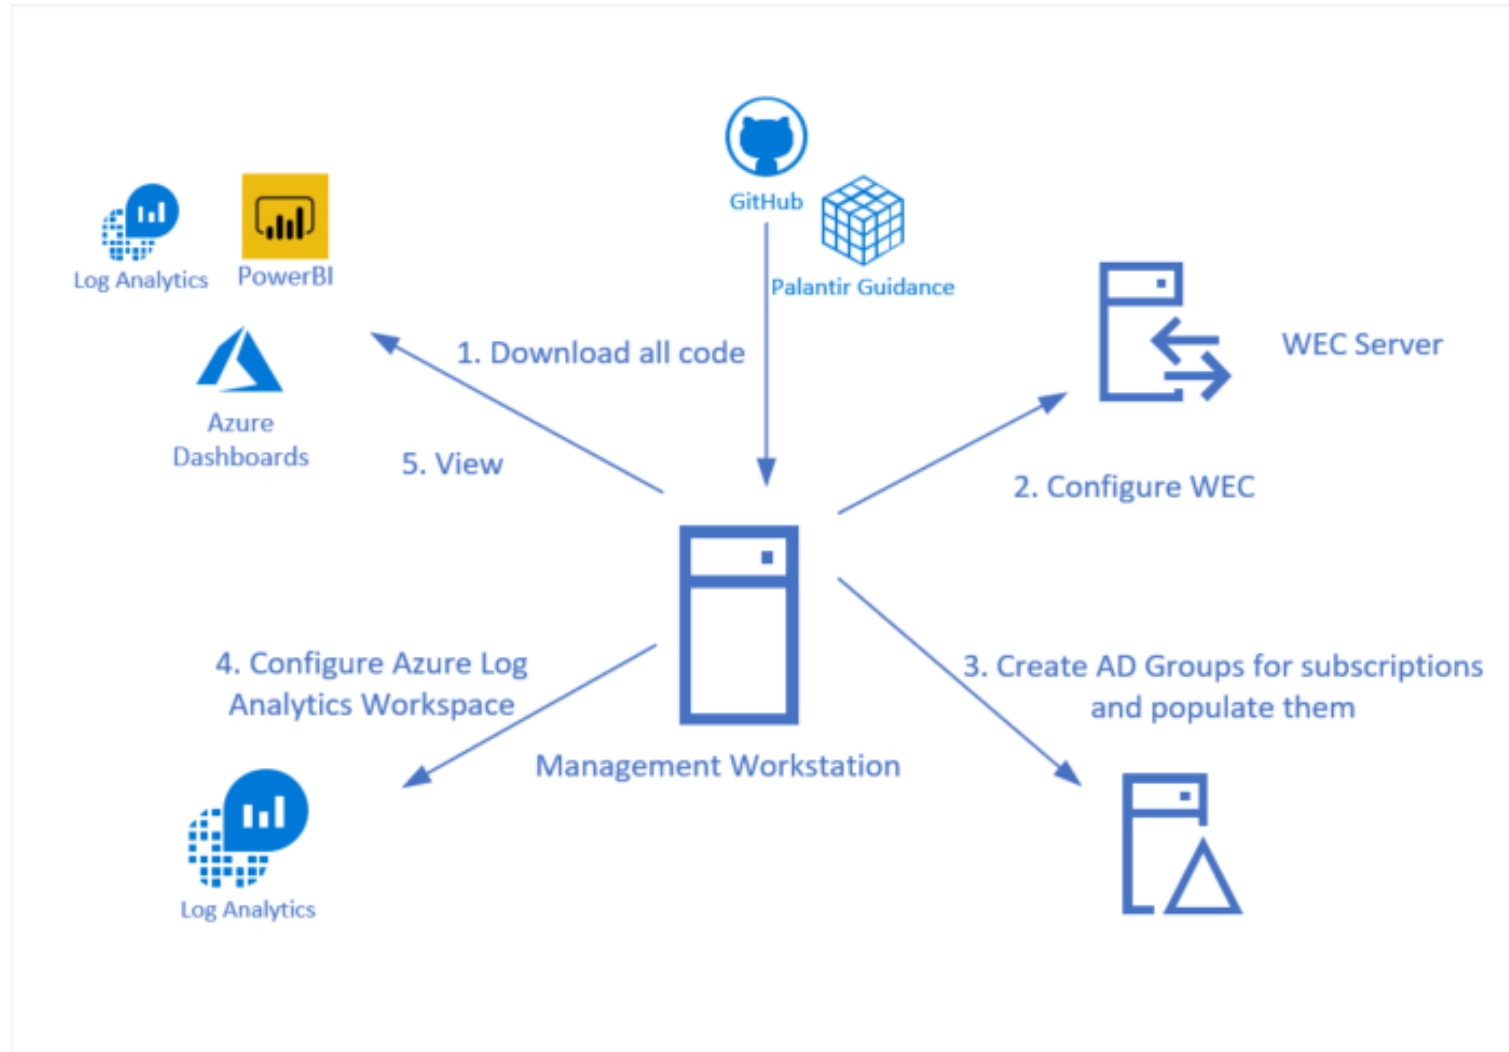 GitHub
Palantir Guidance
Log Analytics
PowerBI
Azure
Dashboards
1. Download all code
5. View
WEC Server
2. Configure WEC
4. Configure Azure Log
Analytics Workspace
Management Workstation
3. Create AD Groups for subscriptions
and populate them
Log Analytics